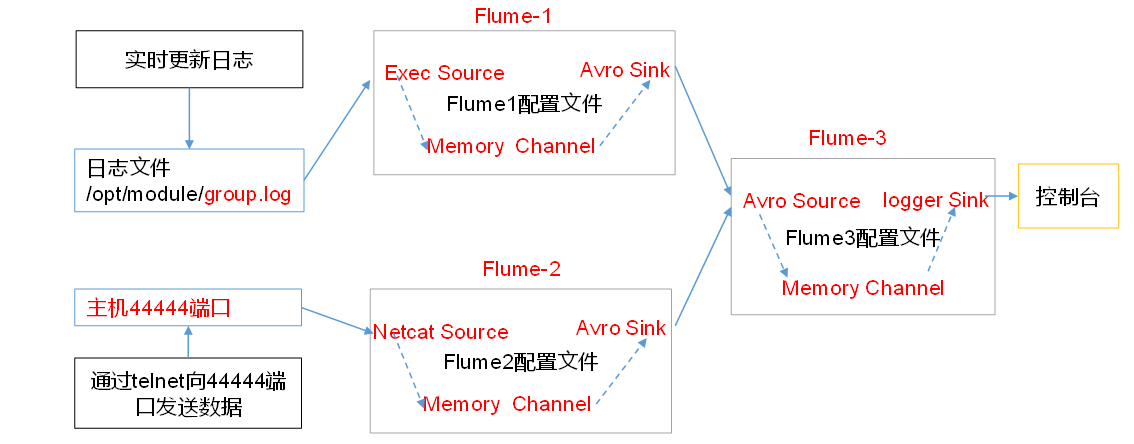 Flume-1
实时更新日志
Exec Source
Avro Sink
Flume1配置文件
Memory  Channel
日志文件
/opt/module/group.log
Flume-3
Avro Source
logger Sink
Flume3配置文件
Memory Channel
控制台
Flume-2
主机44444端口
Netcat Source
Avro Sink
Flume2配置文件
Memory  Channel
通过telnet向44444端
口发送数据